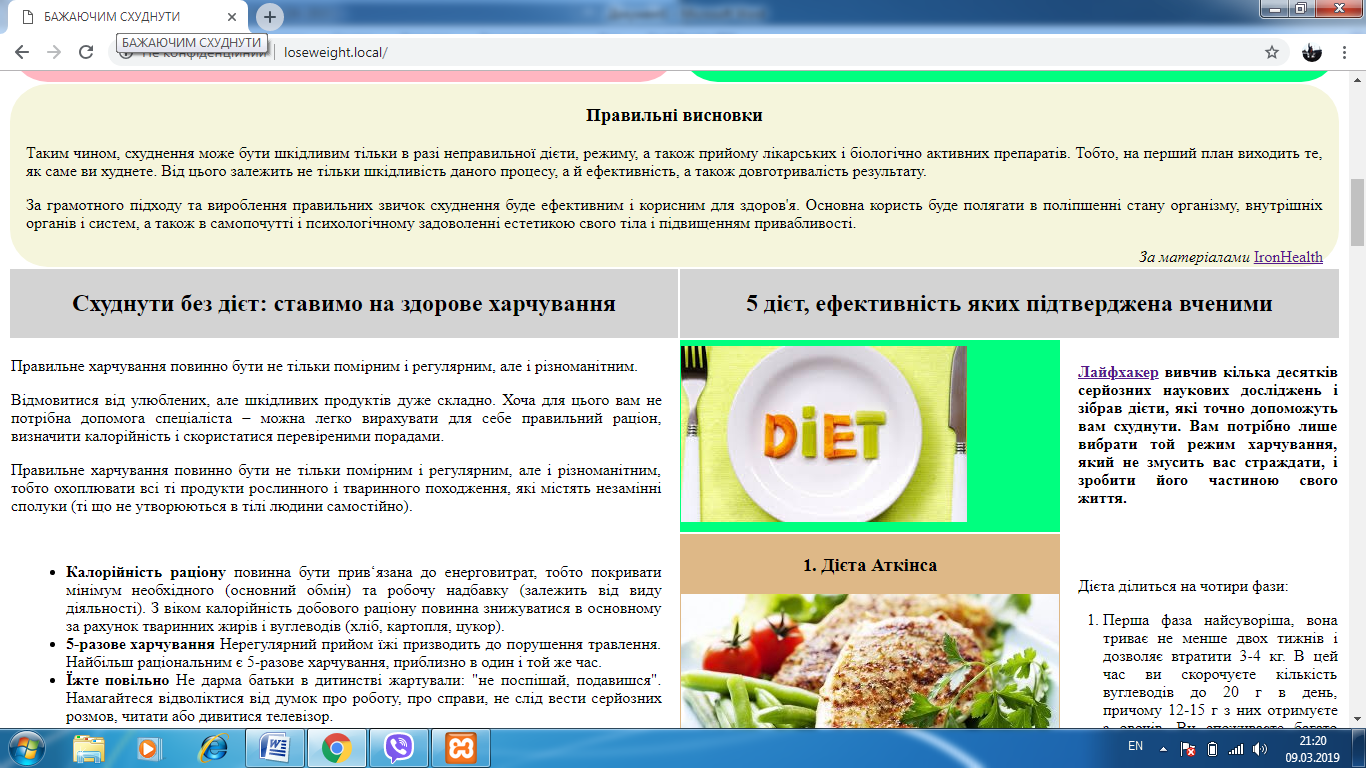 БАЖАЮЧИМ СХУДНУТИ
БАЖАЮЧИМ СХУДНУТИ
Не конфіденційний
loseweight.local/
Правильні висновки
Таким чином, схуднення може бути шкідливим тільки в разі неправильної дієти, режиму, а також прийому лікарських і біологічно активних препаратів. Тобто, на перший план виходить те,
як саме ви худнете. Від цього залежить не тільки шкідливість даного процесу, а й ефективність, а також довготривалість результату.
За грамотного підходу та вироблення правильних звичок схуднення буде ефективним і корисним для здоров'я. Основна користь буде полягати в поліпшенні стану організму, внутрішніх
органів і систем, а також в самопочутті і психологічному задоволенні естетикою свого тіла і підвищенням привабливості.
За матеріалами IronHealth
Схуднути без дієт: ставимо на здорове харчування
Правильне харчування повинно бути не тільки помірним і регулярним, але і різноманітним.
Відмовитися від улюблених, але шкідливих продуктів дуже складно. Хоча для цього вам не
потрібна допомога спеціаліста – можна легко вирахувати для себе правильний раціон,
визначити калорійність і скористатися перевіреними порадами.
Правильне харчування повинно бути не тільки помірним і регулярним, але і різноманітним,
тобто охоплювати всі ті продукти рослинного і тваринного походження, які містять незамінні
сполуки (ті що не утворюються в тілі людини самостійно).
Калорійність раціону повинна бути прив‘язана до енерговитрат, тобто покривати
мінімум необхідного (основний обмін) та робочу надбавку (залежить від виду
діяльності). З віком калорійність добового раціону повинна знижуватися в основному
за рахунок тваринних жирів і вуглеводів (хліб, картопля, цукор).
5-разове харчування Нерегулярний прийом їжі призводить до порушення травлення.
Найбільш раціональним є 5-разове харчування, приблизно в один і той же час.
Їжте повільно Не дарма батьки в дитинстві жартували: "не поспішай, подавишся".
Намагайтеся відволіктися від думок про роботу, про справи, не слід вести серйозних
розмов, читати або дивитися телевізор.
5 дієт, ефективність яких підтверджена вченими
DiET
Лайфхакер вивчив кілька десятків
серйозних наукових досліджень і
зібрав дієти, які точно допоможуть
вам схуднути. Вам потрібно лише
вибрати той режим харчування,
який не змусить вас страждати, і
зробити його частиною свого
життя.
1. Дієта Аткінса
Дієта ділиться на чотири фази:
1. Перша фаза найсуворіша, вона
триває не менше двох тижнів і
дозволяє втратити 3-4 кг. В цей
час ви скорочуєте кількість
вуглеводів до 20 г в день,
причому 12-15 г з них отримуєте
EN
21:20
09.03.2019